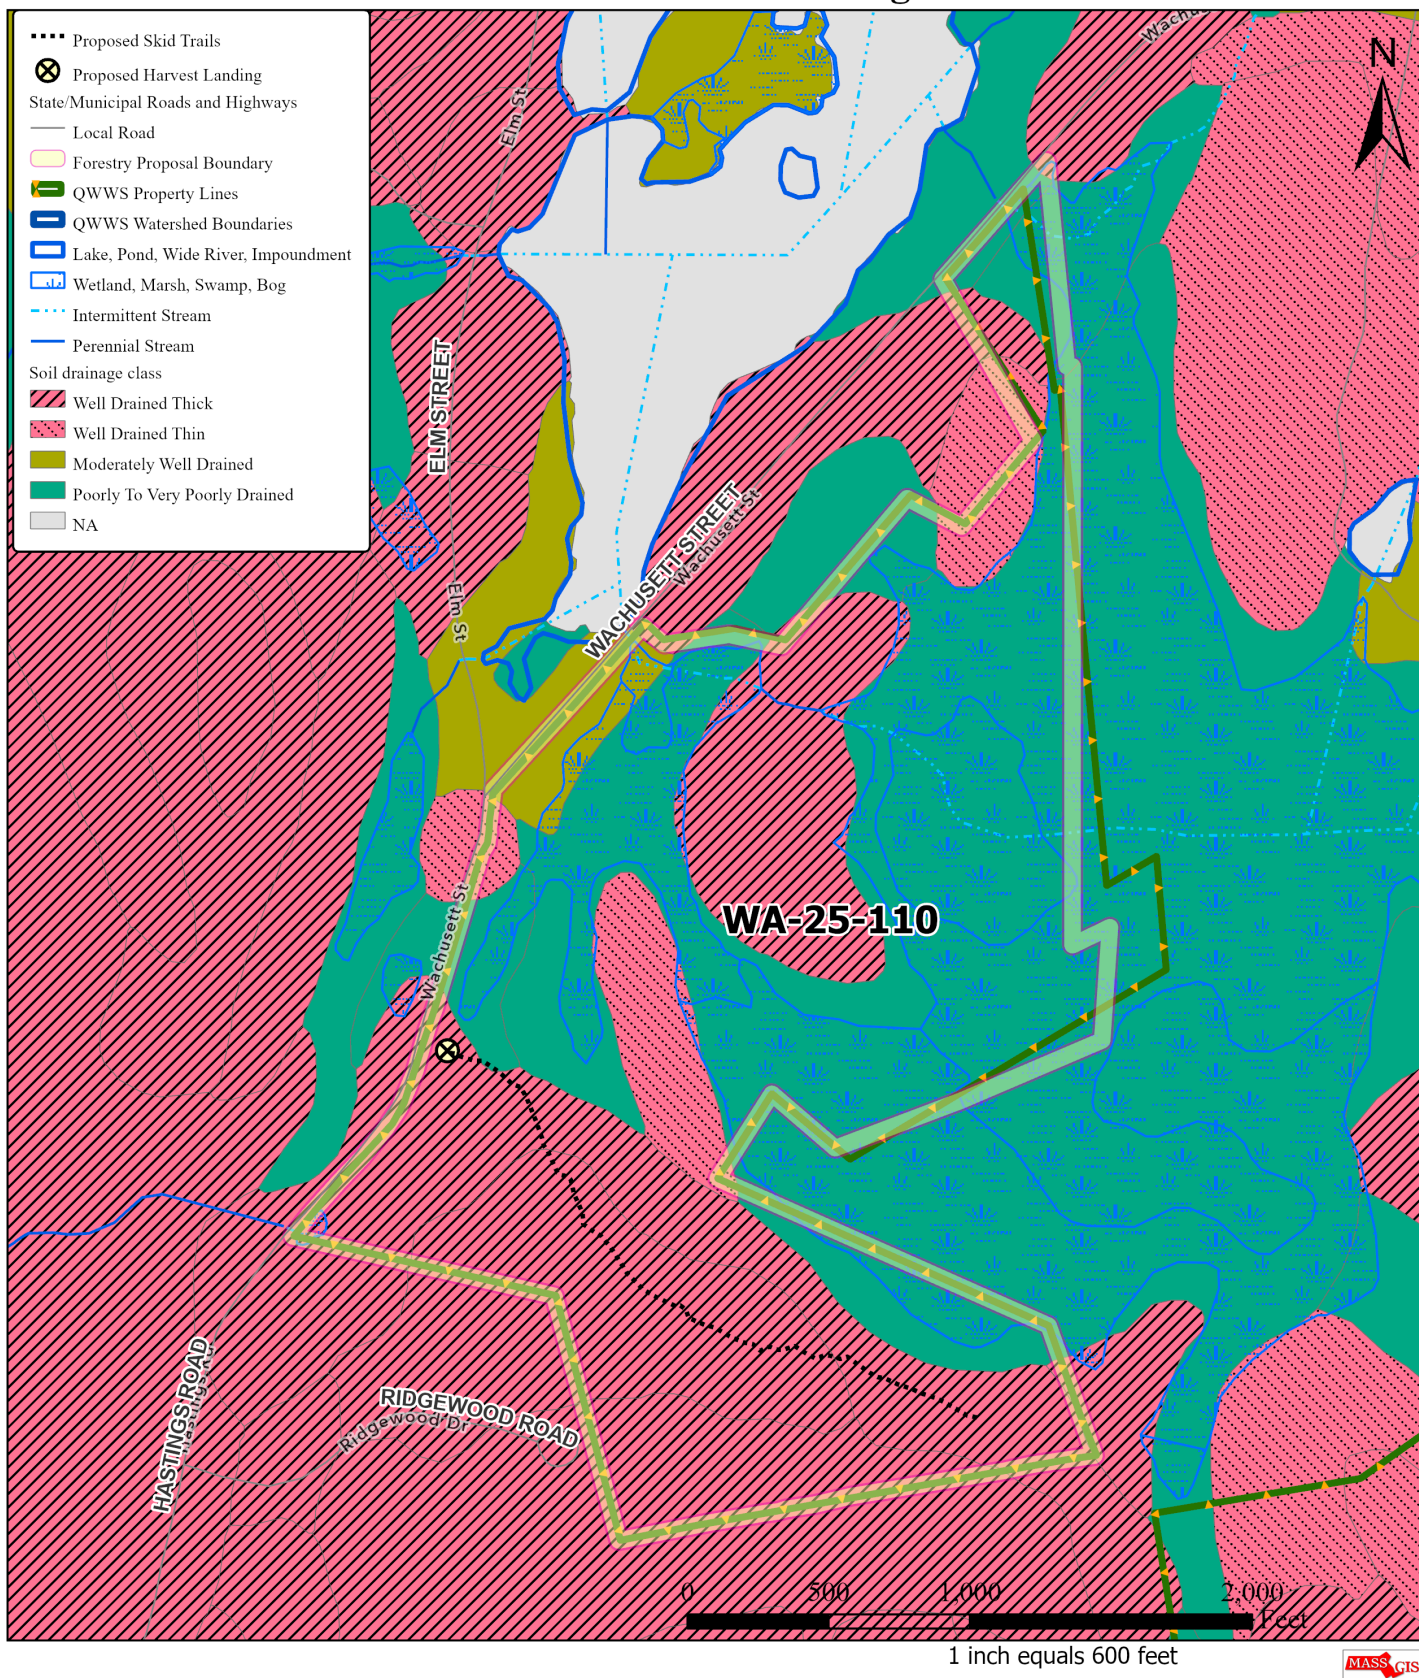 Wachus
N
Proposed Skid Trails
Proposed Harvest Landing
State/Municipal Roads and Highways
Local Road
Forestry Proposal Boundary
QWWS Property Lines
QWWS Watershed Boundaries
Lake, Pond, Wide River, Impoundment
Wetland, Marsh, Swamp, Bog
Intermittent Stream
Perennial Stream
Soil drainage class
Well Drained Thick
Well Drained Thin
Moderately Well Drained
Poorly To Very Poorly Drained
NA
Elm St
ELM STREET
WACHUSETT STREET
Wachusett St
Elm St
WA-25-110
Wachusett St
HASTINGS ROAD
Hastings Rd
RIDGEWOOD ROAD
Ridgewood Dr
0 500 1,000 2,000
Feet
1 inch equals 600 feet
MASSGIS